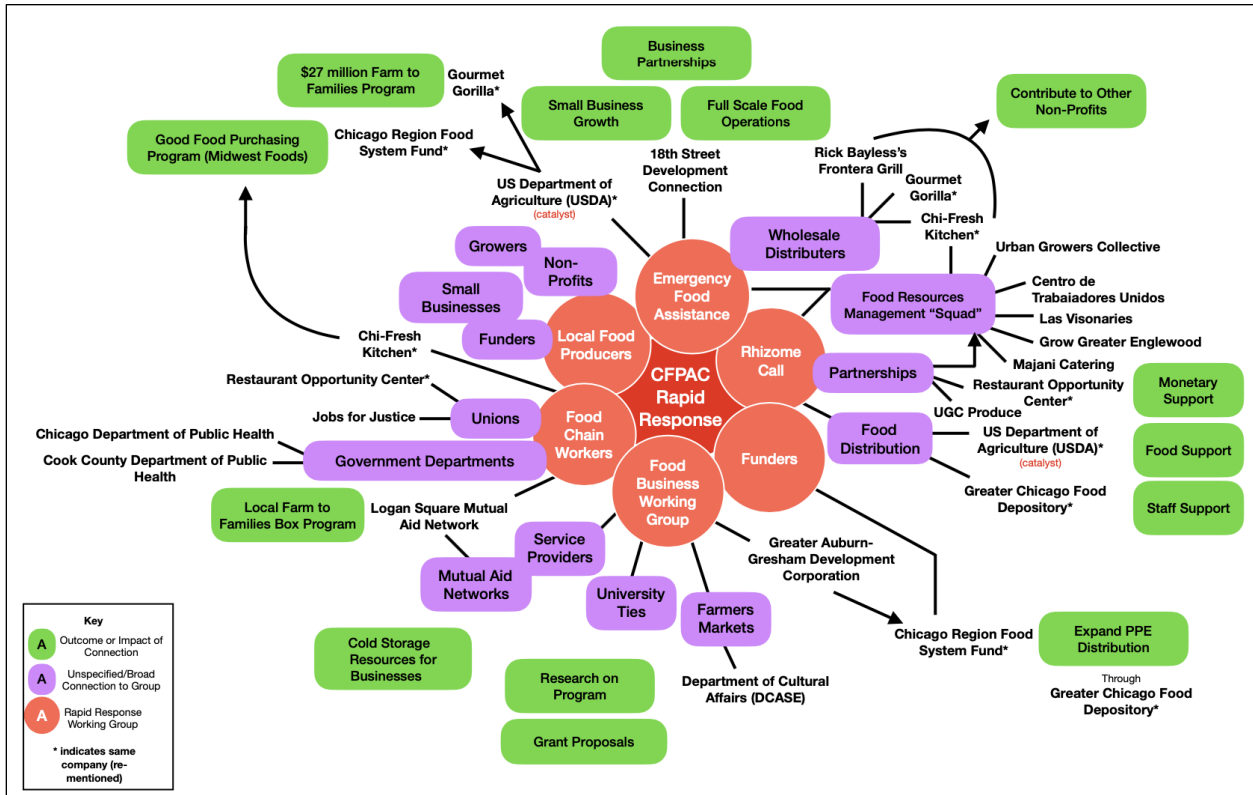 Business
Partnerships
$27 million Farm to
Families Program
Gourmet
Gorilla*
Small Business
Growth
Full Scale Food
Operations
Contribute to Other
Non-Profits
Good Food Purchasing
Program (Midwest Foods)
Chicago Region Food
System Fund*
US Department of
Agriculture (USDA)*
(catalyst)
18th Street
Development
Connection
Rick Bayless's
Frontera Grill
Gourmet
Gorilla*
Chi-Fresh
Kitchen*
Wholesale
Distributers
Growers
Non-
Profits
Small
Businesses
Funders
Emergency
Food
Assistance
Food Resources
Management “Squad”
Urban Growers Collective
Centro de
Trabaiadores Unidos
Las Visonaries
Grow Greater Englewood
Majani Catering
Local Food
Producers
Rhizome
Call
CFPAC
Rapid
Response
Partnerships
Restaurant Opportunity
Center*
UGC Produce
Monetary
Support
Chi-Fresh
Kitchen*
Restaurant Opportunity Center*
Jobs for Justice
Unions
Food
Chain
Workers
Chicago Department of Public Health
Cook County Department of Public
Health
Government Departments
Food
Business
Working
Group
Funders
Food
Distribution
US Department of
Agriculture (USDA)*
(catalyst)
Greater Chicago Food
Depository*
Food Support
Staff Support
Local Farm to
Families Box Program
Logan Square Mutual
Aid Network
Service
Providers
Mutual Aid
Networks
University
Ties
Farmers
Markets
Greater Auburn-
Gresham Development
Corporation
Chicago Region Food
System Fund*
Expand PPE
Distribution
Through
Greater Chicago Food
Depository*
Cold Storage
Resources for
Businesses
Research on
Program
Grant Proposals
Department of Cultural
Affairs (DCASE)
Key
A
Outcome or Impact of
Connection
A
Unspecified/Broad
Connection to Group
A
Rapid Response
Working Group
* indicates same
company (re-
mentioned)